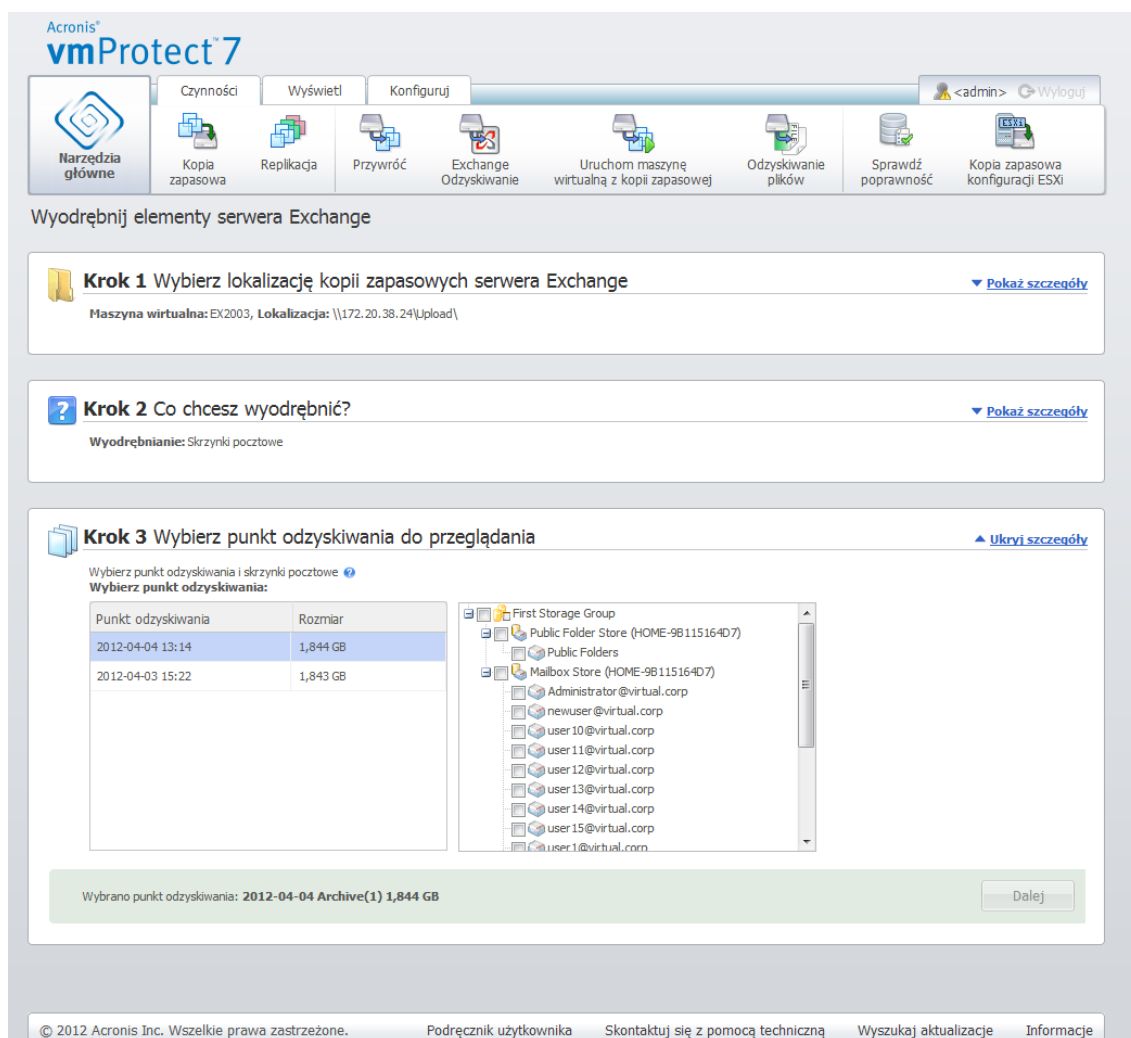 Acronis®
vmProtect™ 7
Czynności Wyświetl Konfiguruj <admin> Wyloguj
Narzędzia główne
Kopia zapasowa
Replikacja
Przywróć
Exchange Odzyskiwanie
Uruchom maszynę wirtualną z kopii zapasowej
Odzyskiwanie plików
Sprawdź poprawność
ESXi
Kopia zapasowa konfiguracji ESXi
Wyodrębnij elementy serwera Exchange
Krok 1 Wybierz lokalizację kopii zapasowych serwera Exchange
Pokaż szczegóły
Maszyna wirtualna: EX2003, Lokalizacja: \\172.20.38.24\Upload\
Krok 2 Co chcesz wyodrębnić?
Pokaż szczegóły
Wyodrębnianie: Skrzynki pocztowe
Krok 3 Wybierz punkt odzyskiwania do przeglądania
Ukryj szczegóły
Wybierz punkt odzyskiwania i skrzynki pocztowe
Wybierz punkt odzyskiwania:
Punkt odzyskiwania Rozmiar
2012-04-04 13:14 1,844 GB
2012-04-03 15:22 1,843 GB
First Storage Group
Public Folder Store (HOME-9B115164D7)
Public Folders
Mailbox Store (HOME-9B115164D7)
Administrator@virtual.corp
newuser@virtual.corp
user10@virtual.corp
user11@virtual.corp
user12@virtual.corp
user13@virtual.corp
user14@virtual.corp
user15@virtual.corp
user1@virtual.corp
Wybrano punkt odzyskiwania: 2012-04-04 Archive(1) 1,844 GB
Dalej
© 2012 Acronis Inc. Wszelkie prawa zastrzeżone. Podręcznik użytkownika Skontaktuj się z pomocą techniczną Wyszukaj aktualizacje Informacje